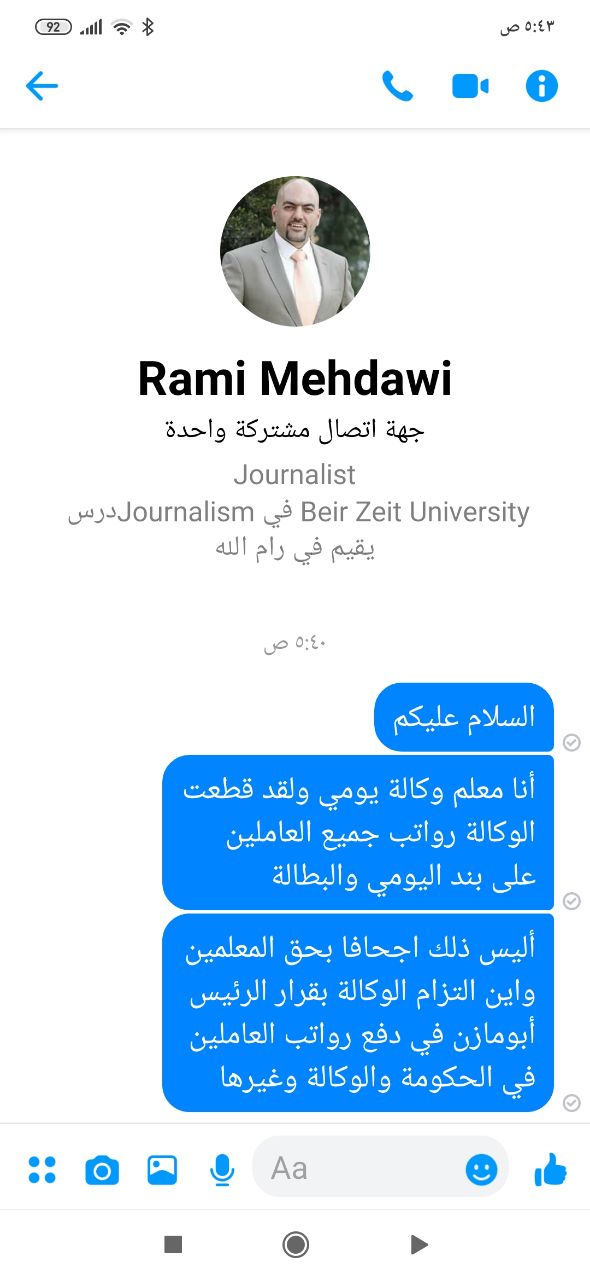 92
٥:٤٣ ص
Rami Mehdawi
جهة اتصال مشتركة واحدة
Journalist
درسJournalism في Beir Zeit University
يقيم في رام الله
٥:٤٠ ص
السلام عليكم
أنا معلم وكالة يومي ولقد قطعت
الوكالة رواتب جميع العاملين
على بند اليومي والبطالة
أليس ذلك اجحافا بحق المعلمين
واين التزام الوكالة بقرار الرئيس
أبومازن في دفع رواتب العاملين
في الحكومة والوكالة وغيرها
Aa